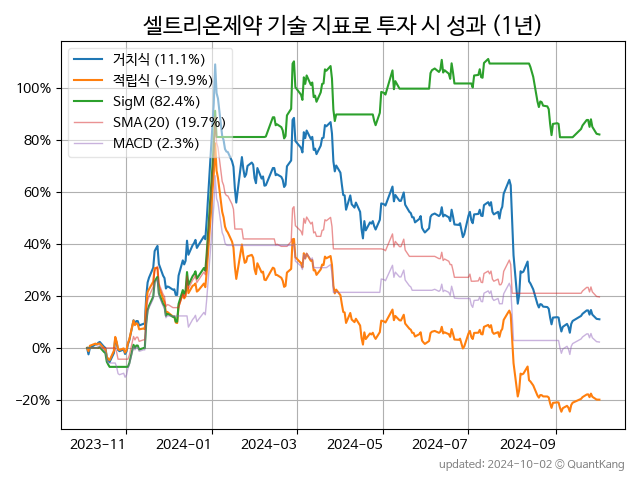 셀트리온제약 기술 지표로 투자 시 성과 (1년)
거치식 (11.1%)
적립식 (−19.9%)
SigM (82.4%)
SMA(20) (19.7%)
MACD (2.3%)
100%
80%
60%
40%
20%
0%
−20%
2023-11 2024-01 2024-03 2024-05 2024-07 2024-09
updated: 2024-10-02 © QuantKang